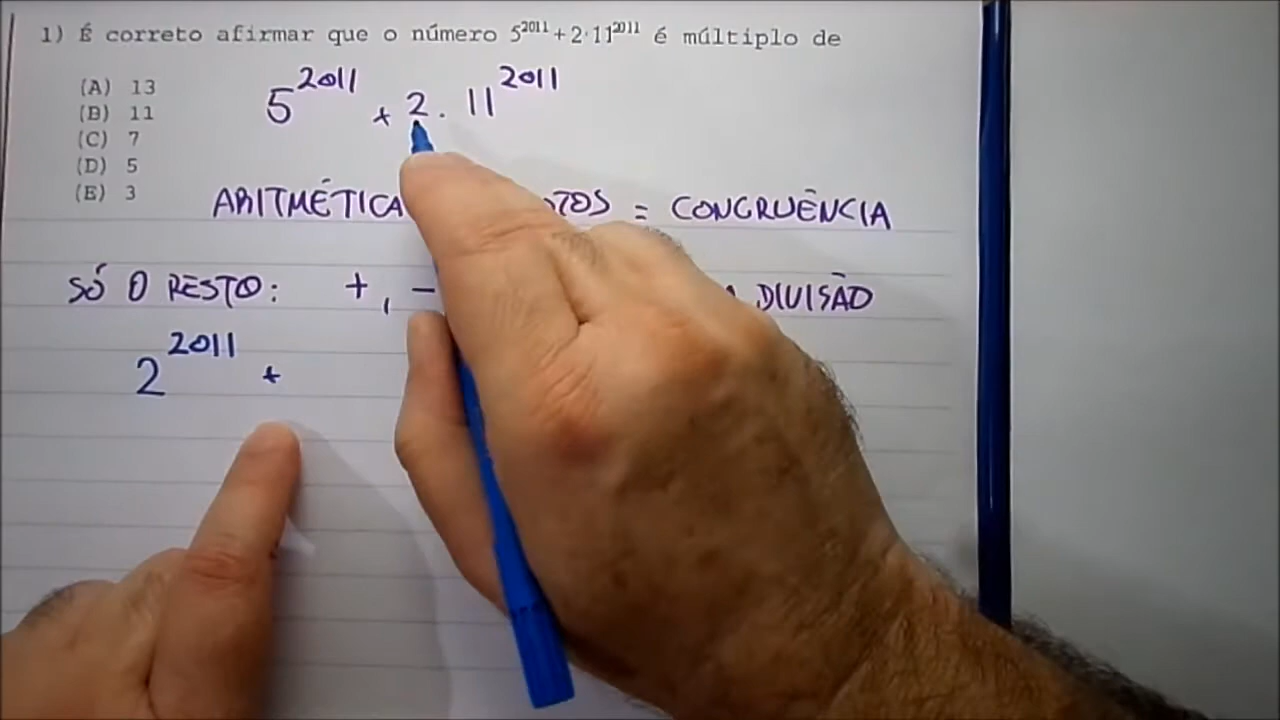 1) É correto afirmar que o número 5²⁰¹¹ + 2·11²⁰¹¹ é múltiplo de
(A) 13
(B) 11
(C) 7
(D) 5
(E) 3
5²⁰¹¹ + 2 . 11²⁰¹¹
ARITMÉTICA = CONGRUÊNCIA
SÓ O RESTO: +, - DIVISÃO
2²⁰¹¹ +